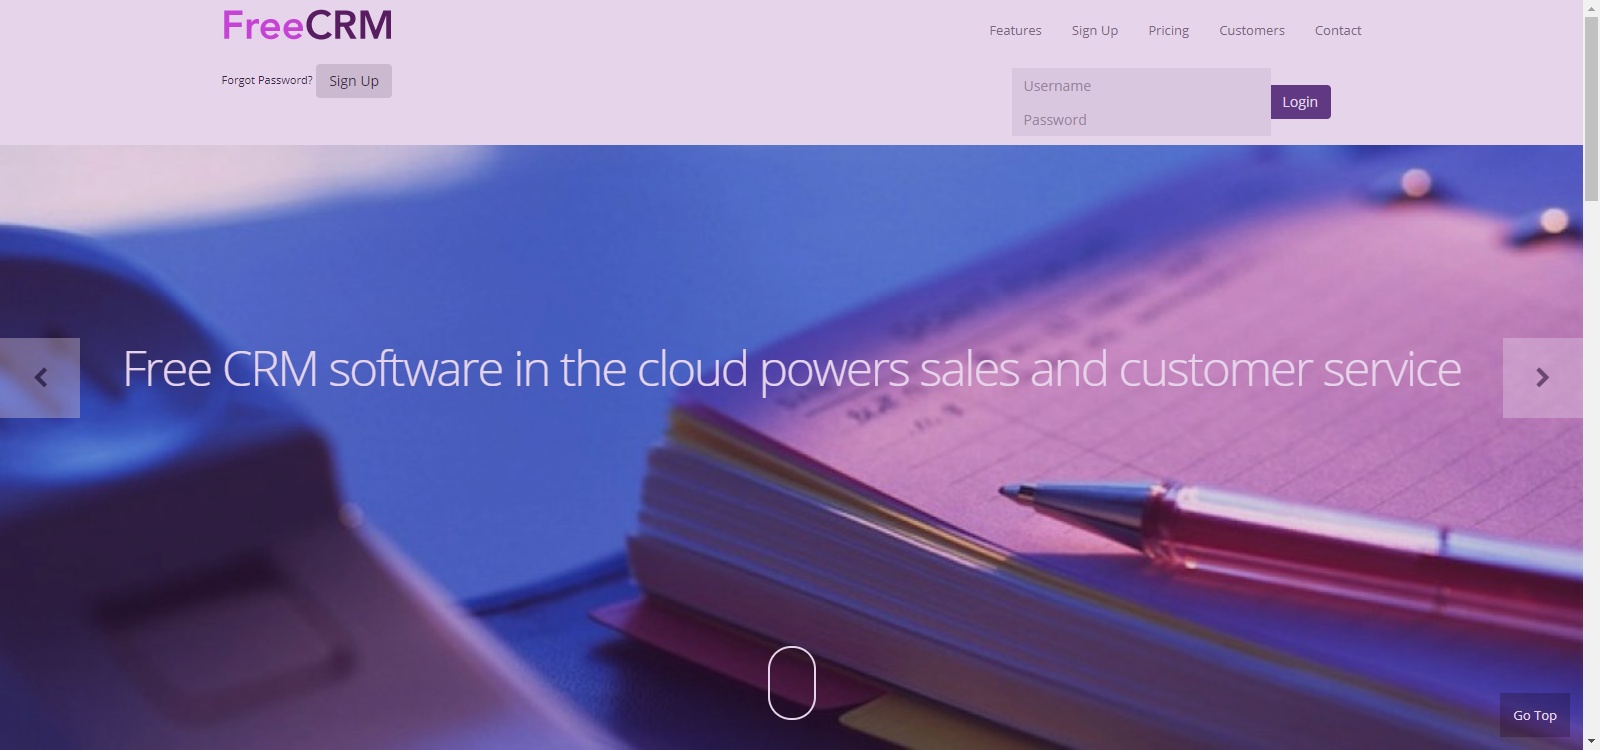 FreeCRM
Features
Sign Up
Pricing
Customers
Contact
Forgot Password?
Sign Up
Username
Password
Login
Free CRM software in the cloud powers sales and customer service
Go Top